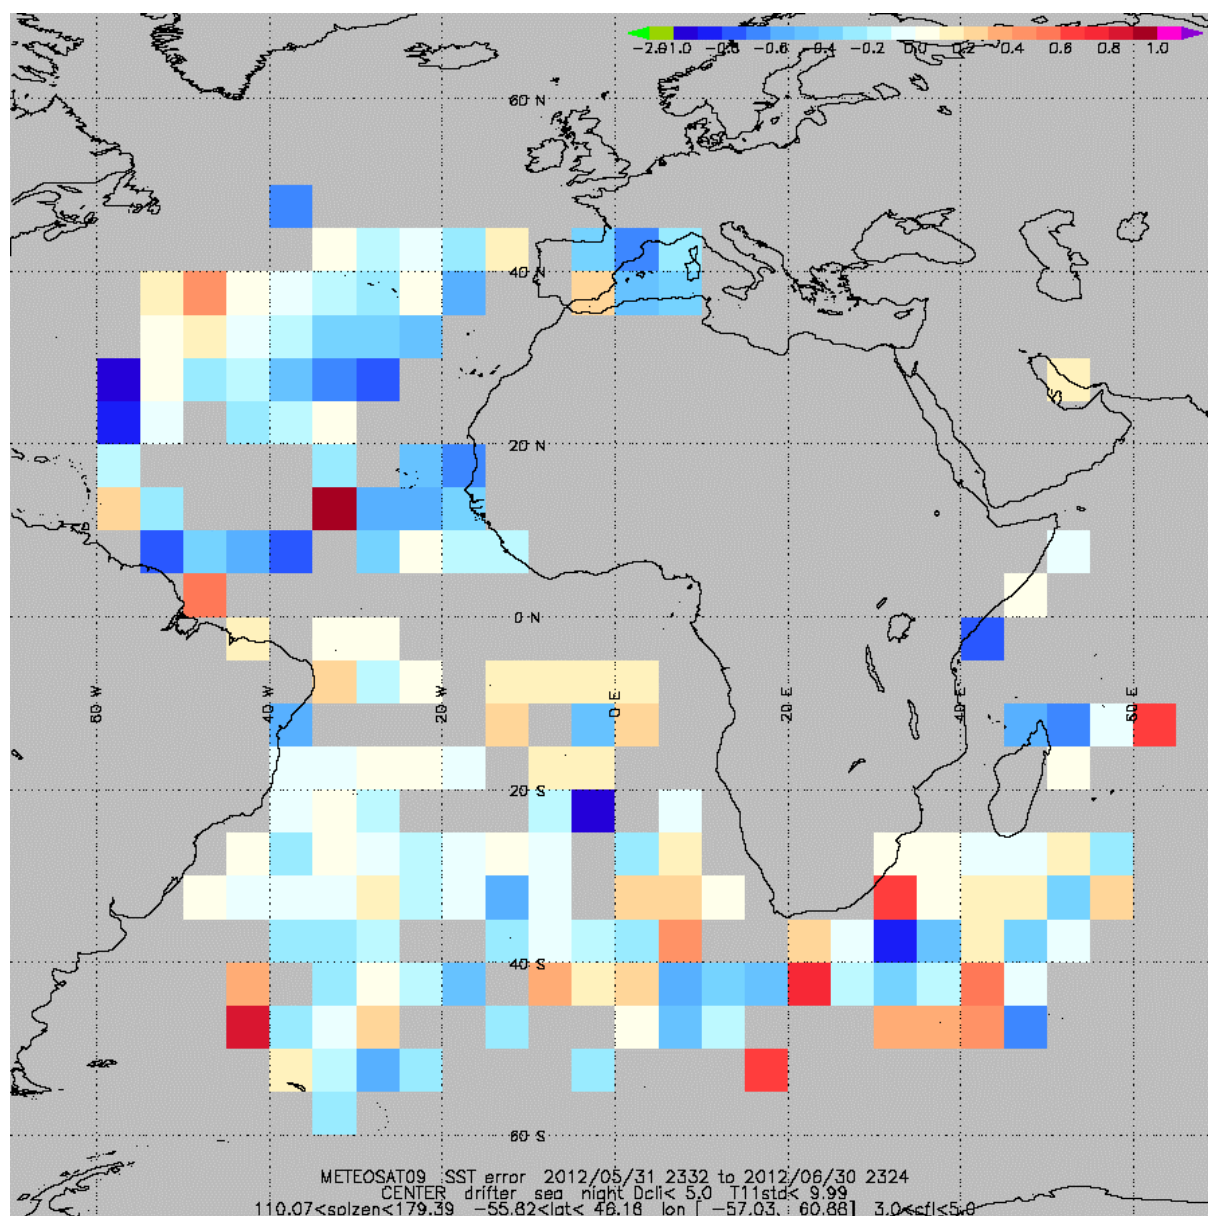 -2.0 -1.0 -0.8 -0.6 -0.4 -0.2 0.0 0.2 0.4 0.6 0.8 1.0
60 N
40 N
20 N
0 N
60 W 40 W 20 W 0 E 20 E 40 E 60 E
20 S
40 S
60 S
METEOSAT09 SST error 2012/05/31 2332 to 2012/06/30 2324
CENTER drifter sea night Dcli< 5.0 T11std< 9.99
110.07<solzen<179.39 -55.82<lat< 46.18 lon [ -57.03, 60.88] 3.0<cfl<5.0